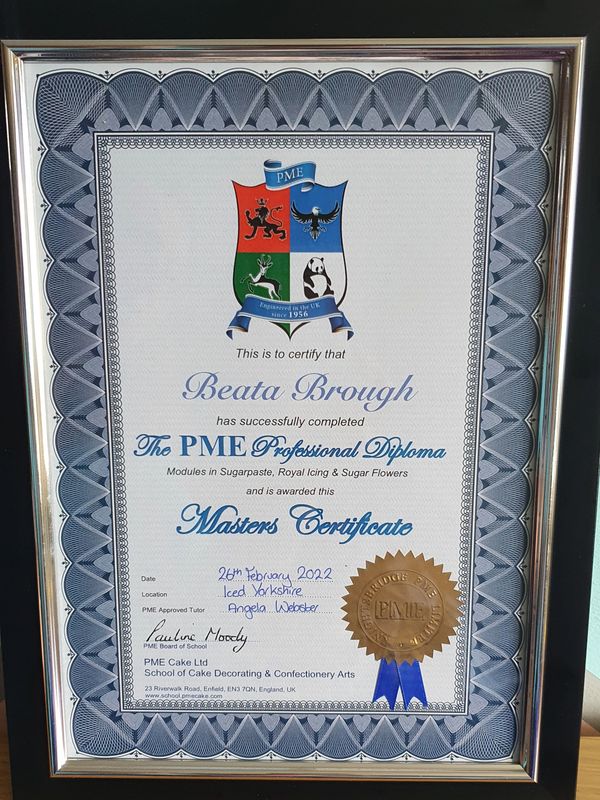 PME
Engineered in the UK
since 1956
This is to certify that
Beata Brough
has successfully completed
The PME Professional Diploma
Modules in Sugarpaste, Royal Icing & Sugar Flowers
and is awarded this
Masters Certificate
Date 26th February 2022
Location Iced Yorkshire
PME Approved Tutor Angela Webster
Pauline Moody
PME Board of School
PME Cake Ltd
School of Cake Decorating & Confectionery Arts
23 Riverwalk Road, Enfield, EN3 7QN, England, UK
www.school.pmecake.com
PME